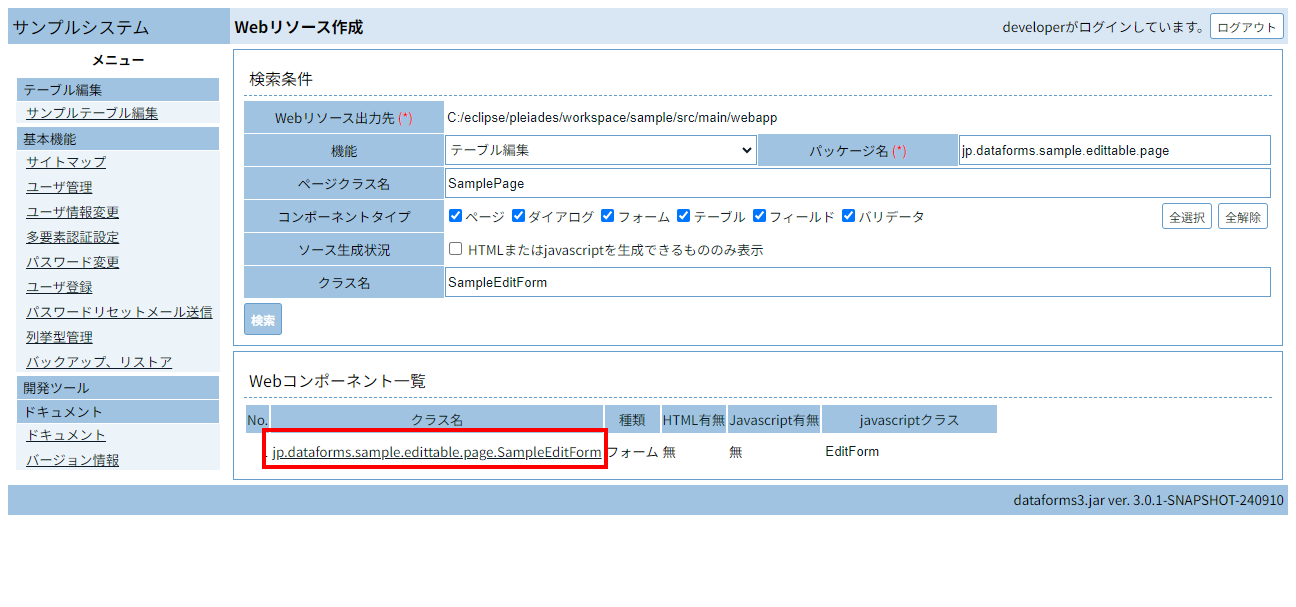 サンプルシステム
Webリソース作成
developerがログインしています。 ログアウト
メニュー
テーブル編集
サンプルテーブル編集
基本機能
サイトマップ
ユーザ管理
ユーザ情報変更
多要素認証設定
パスワード変更
ユーザ登録
パスワードリセットメール送信
列挙型管理
バックアップ、リストア
開発ツール
ドキュメント
ドキュメント
バージョン情報
検索条件
Webリソース出力先 (*) C:/eclipse/pleiades/workspace/sample/src/main/webapp
機能 テーブル編集 パッケージ名 (*) jp.dataforms.sample.edittable.page
ページクラス名 SamplePage
コンポーネントタイプ ページ ダイアログ フォーム テーブル フィールド バリデータ 全選択 全解除
ソース生成状況 HTMLまたはjavascriptを生成できるもののみ表示
クラス名 SampleEditForm
検索
Webコンポーネント一覧
No. クラス名 種類 HTML有無 Javascript有無 javascriptクラス
jp.dataforms.sample.edittable.page.SampleEditForm フォーム 無 無 EditForm
dataforms3.jar ver. 3.0.1-SNAPSHOT-240910